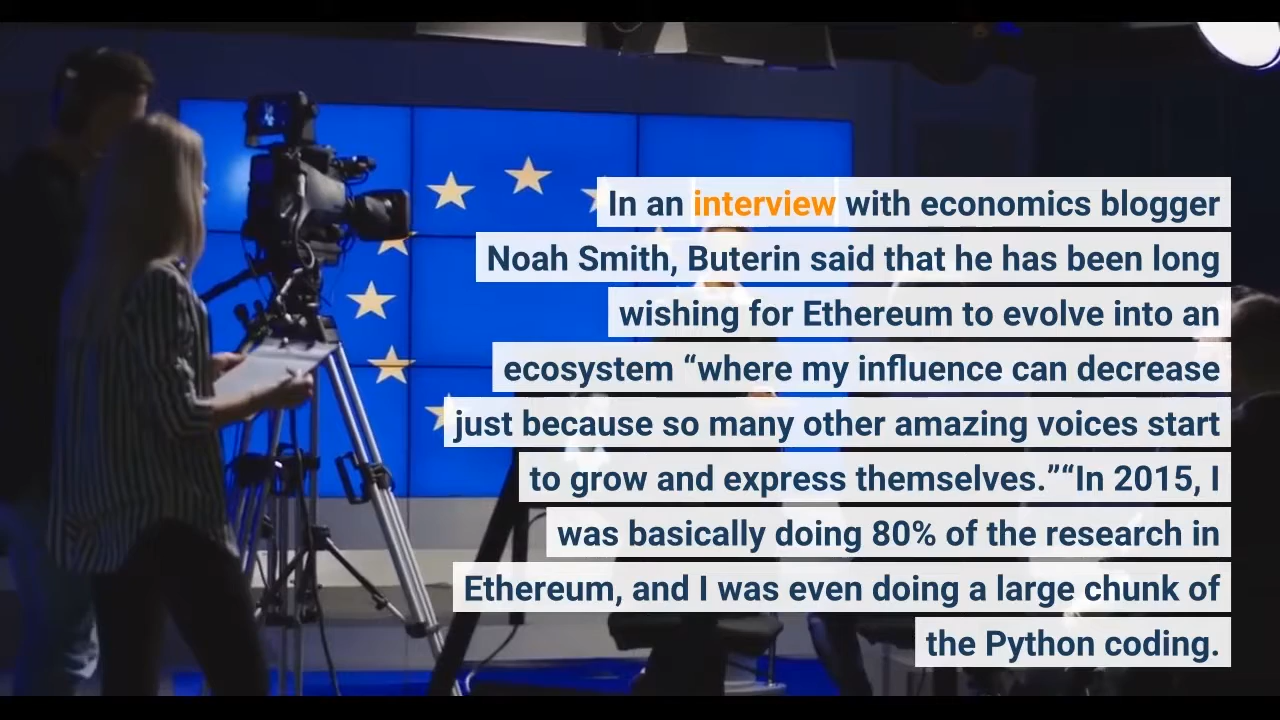 In an interview with economics blogger
Noah Smith, Buterin said that he has been long
wishing for Ethereum to evolve into an
ecosystem “where my influence can decrease
just because so many other amazing voices start
to grow and express themselves.”“In 2015, I
was basically doing 80% of the research in
Ethereum, and I was even doing a large chunk of
the Python coding.